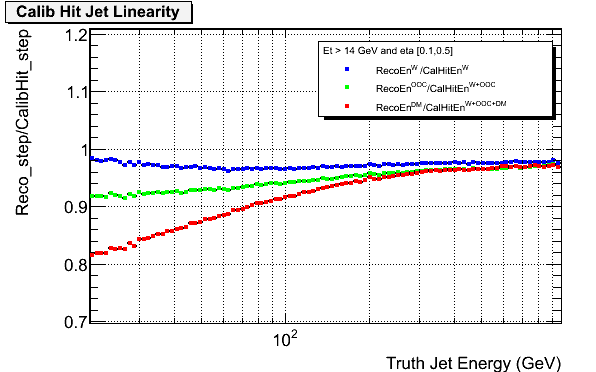 Calib Hit Jet Linearity
Reco_step/CalibHit_step
1.2
1.1
1
0.9
0.8
0.7
Et > 14 GeV and eta [0.1,0.5]
RecoEn^W /CalHitEn^W
RecoEn^OOC/CalHitEn^W+OOC
RecoEn^DM/CalHitEn^W+OOC+DM
10^2
Truth Jet Energy (GeV)